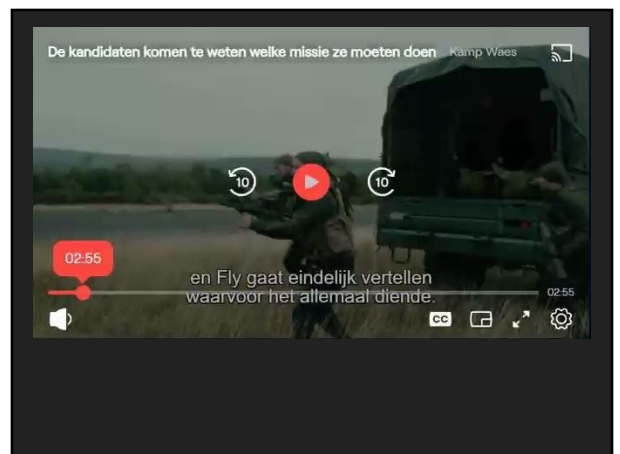 De kandidaten komen te weten welke missie ze moeten doen Kamp Waes
10 10
02:55
en Fly gaat eindelijk vertellen
waarvoor het allemaal diende.
02:55
CC